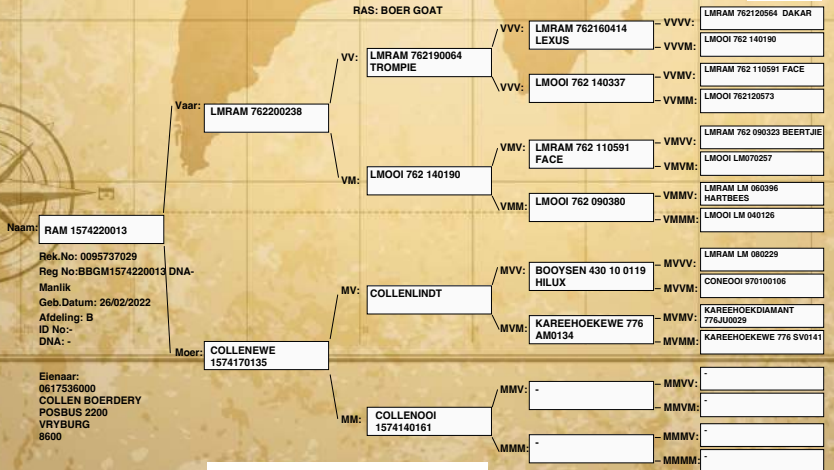 RAS: BOER GOAT
Naam:
RAM 1574220013
Rek.No: 0095737029
Reg No:BBGM1574220013 DNA-
Manlik
Geb.Datum: 26/02/2022
Afdeling: B
ID No:-
DNA: -
Eienaar:
0617536000
COLLEN BOERDERY
POSBUS 2200
VRYBURG
8600
Vaar:
LMRAM 762200238
Moer:
COLLENEWE
1574170135
VV:
LMRAM 762190064
TROMPIE
VM:
LMOOI 762 140190
MV:
COLLENLINDT
MM:
COLLENOOI
1574140161
VVV:
LMRAM 762160414
LEXUS
VVV:
LMOOI 762 140337
VMV:
LMRAM 762 110591
FACE
VMM:
LMOOI 762 090380
MVV:
BOOYSEN 430 10 0119
HILUX
MVM:
KAREEHOEKEWE 776
AM0134
MMV:
-
MMM:
-
VVVV:
LMRAM 762120564 DAKAR
VVVM:
LMOOI 762 140190
VVMV:
LMRAM 762 110591 FACE
VVMM:
LMOOI 762120573
VMVV:
LMRAM 762 090323 BEERTJIE
VMVM:
LMOOI LM070257
VMMV:
LMRAM LM 060396
HARTBEES
VMMM:
LMOOI LM 040126
MVVV:
LMRAM LM 080229
MVVM:
CONEOOI 970100106
MVMV:
KAREEHOEKDIAMANT
776JU0029
MVMM:
KAREEHOEKEWE 776 SV0141
MMVV:
-
MMVM:
-
MMMV:
-
MMMM:
-
E